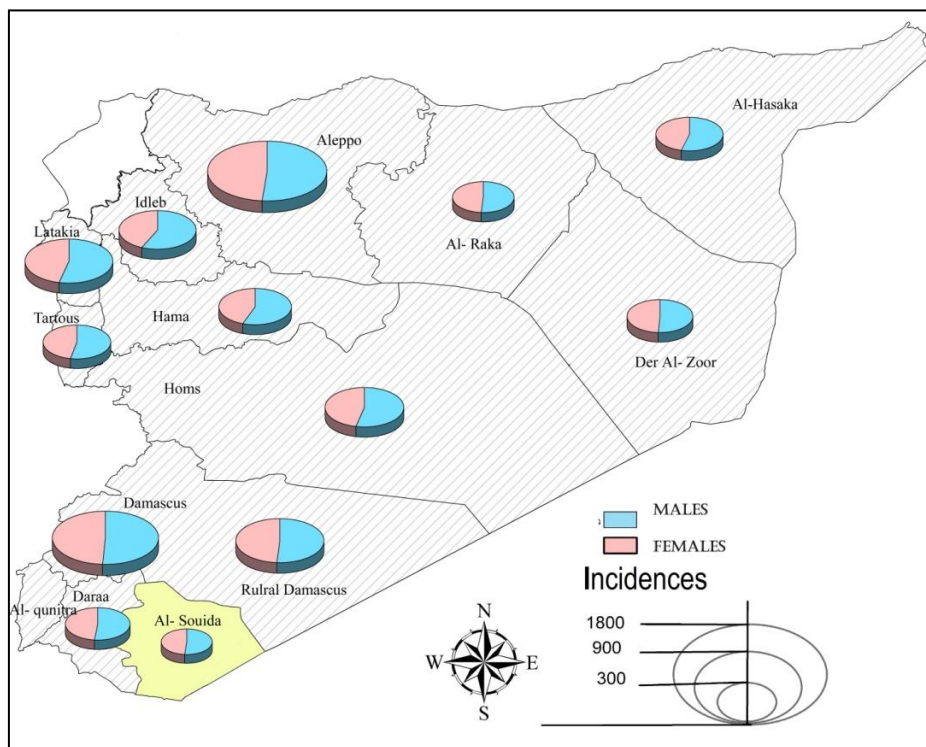 Al-Hasaka
Aleppo
Idleb
Al- Raka
Latakia
Tartous
Hama
Der Al- Zoor
Homs
Damascus
MALES
FEMALES
Rulral Damascus
Incidences
Al- qunitra
Daraa
Al- Souida
N
W E
S
1800
900
300